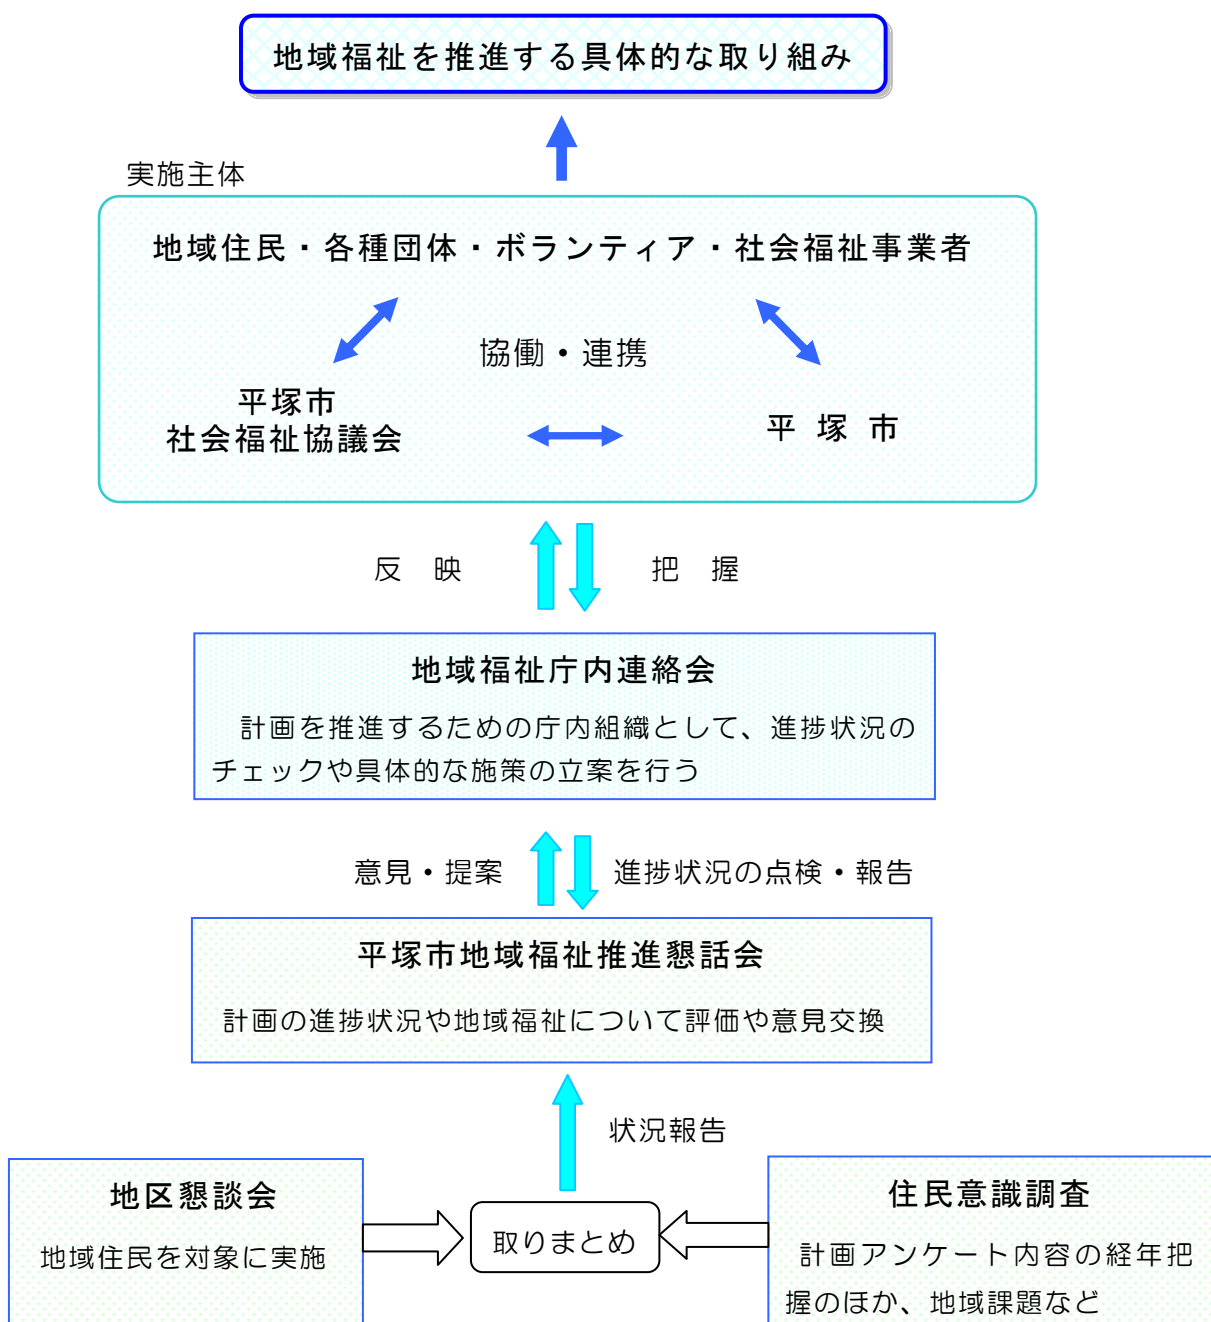 地域福祉を推進する具体的な取り組み
実施主体
地域住民・各種団体・ボランティア・社会福祉事業者
協働・連携
平塚市
社会福祉協議会
平 塚 市
反 映
把 握
地域福祉庁内連絡会
計画を推進するための庁内組織として、進捗状況の
チェックや具体的な施策の立案を行う
意見・提案
進捗状況の点検・報告
平塚市地域福祉推進懇話会
計画の進捗状況や地域福祉について評価や意見交換
状況報告
地区懇談会
地域住民を対象に実施
取りまとめ
住民意識調査
計画アンケート内容の経年把
握のほか、地域課題など